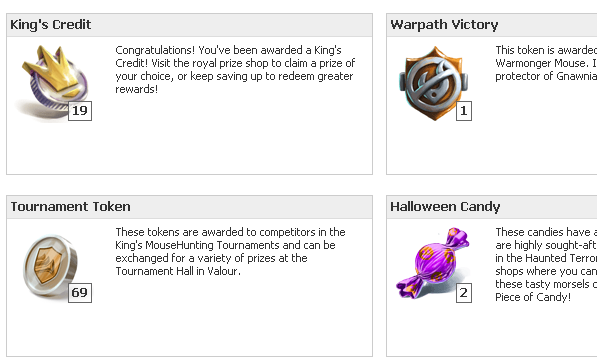 King's Credit
Congratulations! You've been awarded a King's
Credit! Visit the royal prize shop to claim a prize of
your choice, or keep saving up to redeem greater
rewards!
19
Warpath Victory
This token is awarded
Warmonger Mouse. I
protector of Gnawnia
1
Tournament Token
These tokens are awarded to competitors in the
King's MouseHunting Tournaments and can be
exchanged for a variety of prizes at the
Tournament Hall in Valour.
69
Halloween Candy
These candies have a
are highly sought-aft
in the Haunted Terror
shops where you can
these tasty morsels o
Piece of Candy!
2